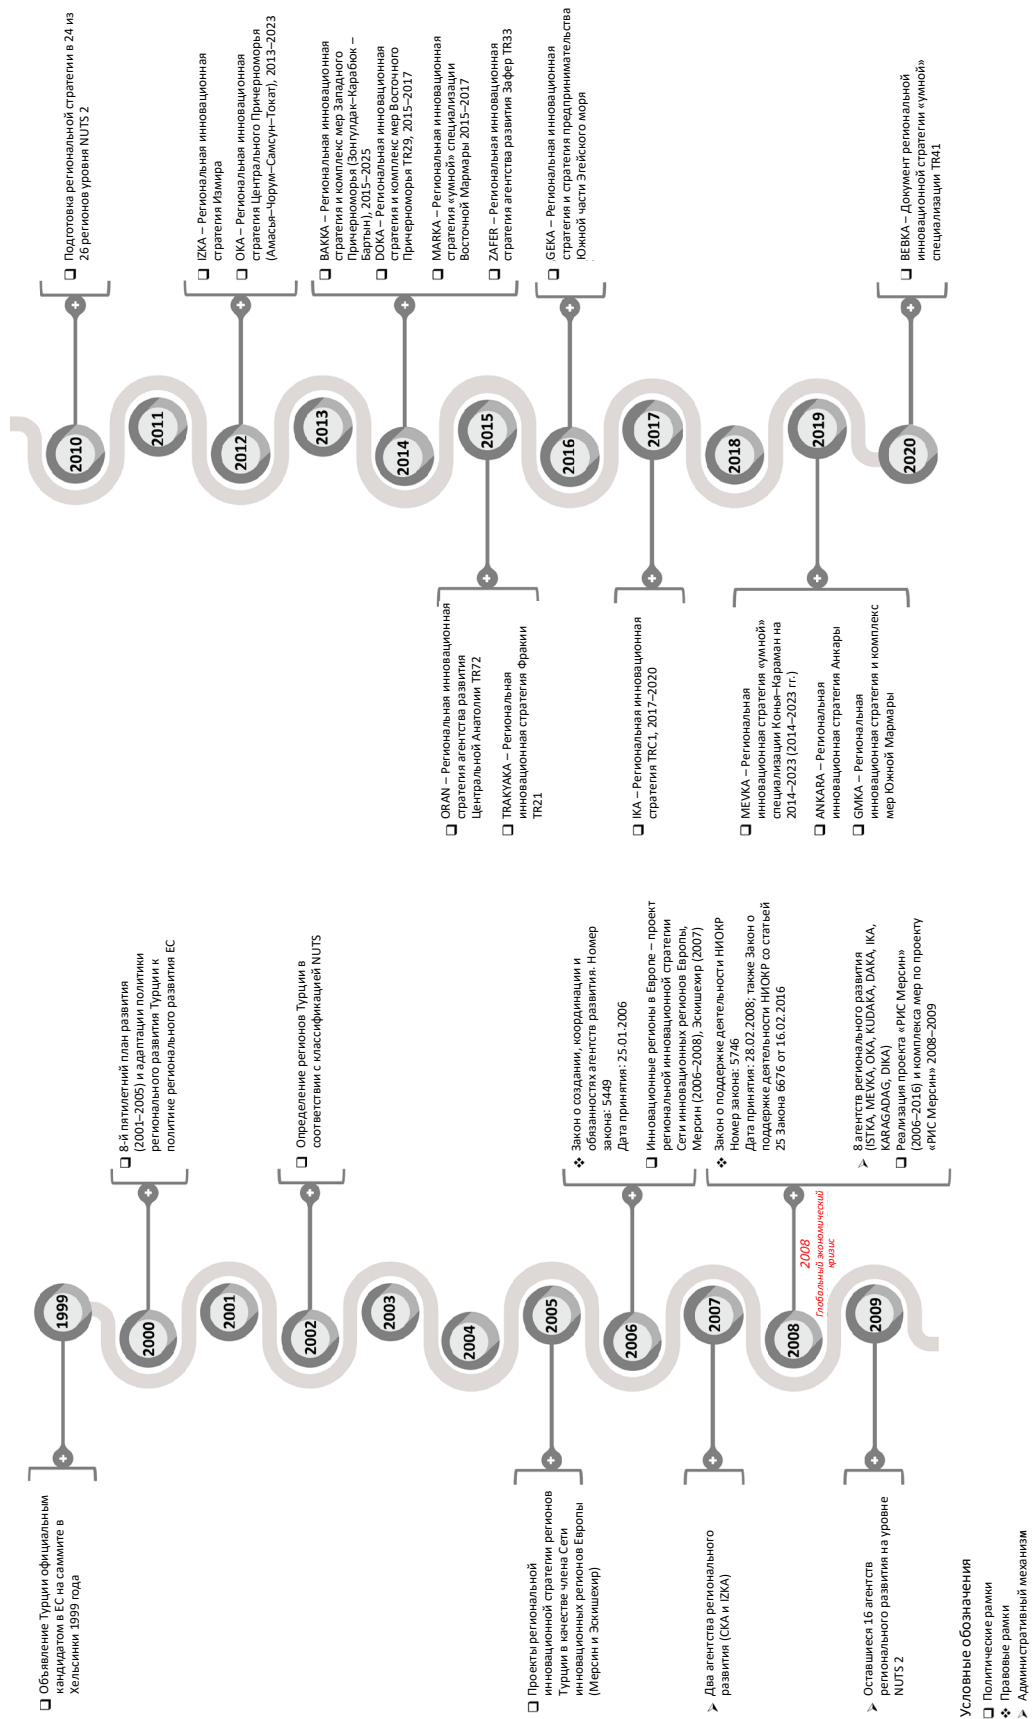 1999
❑ Объявление Турции официальным
кандидатом в ЕС на саммите в
Хельсинки 1999 года
2000
❑ 8-й пятилетний план развития
(2001–2005) и адаптации политики
регионального развития Турции к
политике регионального развития ЕС
2001
2002
❑ Определение регионов Турции в
соответствии с классификацией NUTS
2003
2004
2005
❑ Проекты региональной
инновационной стратегии регионов
Турции в качестве члена Сети
инновационных регионов Европы
(Мерсин и Эскишехир)
2006
❖ Закон о создании, координации и
обязанностях агентств развития. Номер
закона: 5449
Дата принятия: 25.01.2006
❑ Инновационные регионы в Европе – проект
региональной инновационной стратегии
Сети инновационных регионов Европы,
Мерсин (2006–2008), Эскишехир (2007)
2007
➢ Два агентства регионального
развития (CKA и IZKA)
2008
2008
Глобальный экономический
кризис
❖ Закон о поддержке деятельности НИОКР
Номер закона: 5746
Дата принятия: 28.02.2008; также Закон о
поддержке деятельности НИОКР со статьей
25 Закона 6676 от 16.02.2016
➢ 8 агентств регионального развития
(ISTKA, MEVKA, OKA, KUDAKA, DAKA, IKA,
KARAGADAG, DIKA)
❑ Реализация проекта «РИС Мерсин»
(2006–2016) и комплекса мер по проекту
«РИС Мерсин» 2008–2009
2009
➢ Оставшиеся 16 агентств
регионального развития на уровне
NUTS 2
Условные обозначения
❑ Политические рамки
❖ Правовые рамки
➢ Административный механизм
2010
❑ Подготовка региональной стратегии в 24 из
26 регионов уровня NUTS 2
2011
2012
❑ IZKA – Региональная инновационная
стратегия Измира
❑ OKA – Региональная инновационная
стратегия Центрального Причерноморья
(Амасья–Чорум–Самсун–Токат), 2013–2023
2013
2014
❑ BAKKA – Региональная инновационная
стратегия и комплекс мер Западного
Причерноморья (Зонгулдак–Карабюк –
Бартын), 2015–2025
❑ DOKA – Региональная инновационная
стратегия и комплекс мер Восточного
Причерноморья TR29, 2015–2017
❑ MARKA – Региональная инновационная
стратегия «умной» специализации
Восточной Мармары 2015–2017
❑ ZAFER – Региональная инновационная
стратегия агентства развития Зафер TR33
2015
❑ ORAN – Региональная инновационная
стратегия агентства развития
Центральной Анатолии TR72
❑ TRAKYAKA – Региональная
инновационная стратегия Фракии
TR21
2016
❑ GEKA – Региональная инновационная
стратегия и стратегия предпринимательства
Южной части Эгейского моря
2017
❑ IKA – Региональная инновационная
стратегия TRC1, 2017–2020
2018
2019
❑ MEVKA – Региональная
инновационная стратегия «умной»
специализации Конья–Караман на
2014–2023 (2014–2023 гг.)
❑ ANKARA – Региональная
инновационная стратегия Анкары
❑ GMKA – Региональная
инновационная стратегия и комплекс
мер Южной Мармары
2020
❑ BEBKA – Документ региональной
инновационной стратегии «умной»
специализации TR41